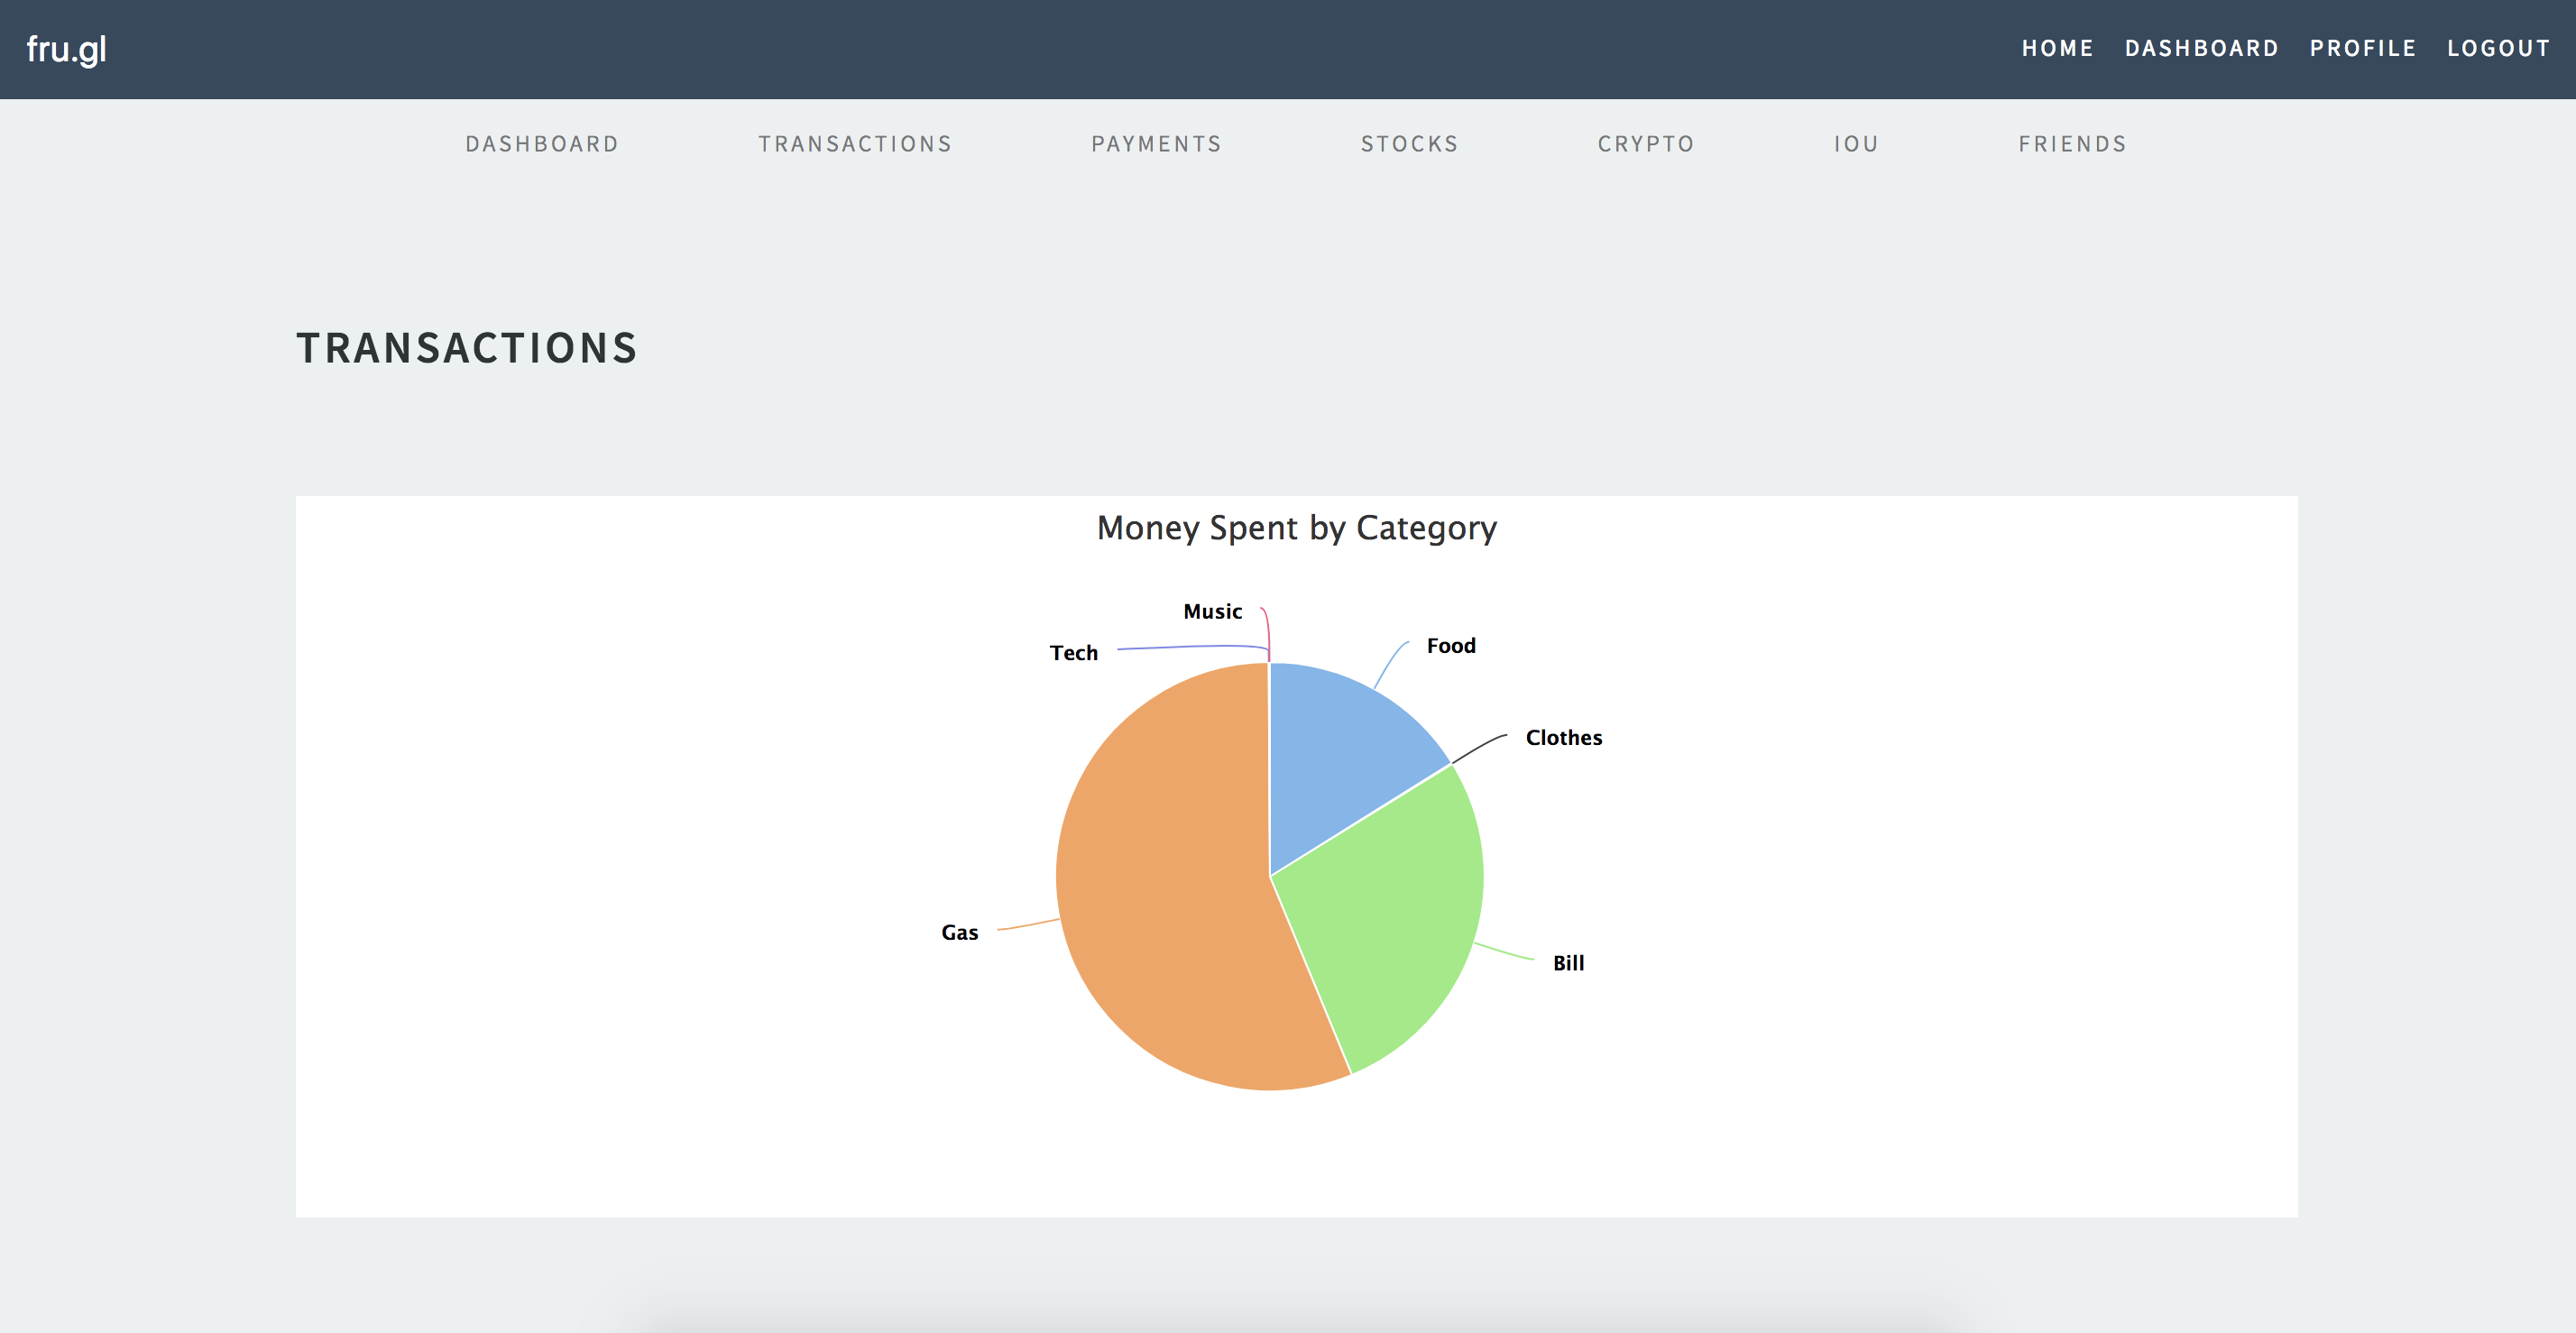 fru.gl HOME DASHBOARD PROFILE LOGOUT
DASHBOARD TRANSACTIONS PAYMENTS STOCKS CRYPTO IOU FRIENDS
TRANSACTIONS
Money Spent by Category
Music
Food
Tech
Clothes
Gas
Bill